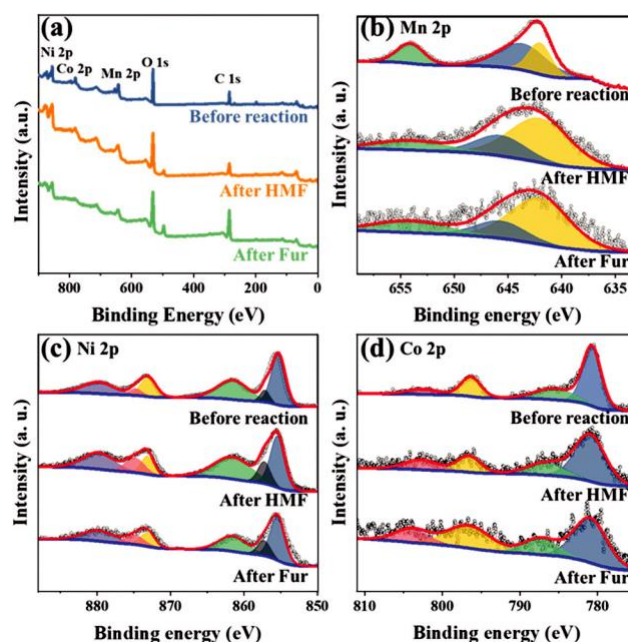 (a)
Ni 2p
Co 2p
Mn 2p
O 1s
C 1s
Before reaction
After HMF
After Fur
Intensity (a.u.)
800 600 400 200 0
Binding Energy (eV)
(b)
Mn 2p
Before reaction
After HMF
After Fur
Intensity (a. u.)
655 650 645 640 635
Binding energy (eV)
(c) Ni 2p
Before reaction
After HMF
After Fur
Intensity (a. u.)
880 870 860 850
Binding energy (eV)
(d) Co 2p
Before reaction
After HMF
After Fur
Intensity (a. u.)
810 800 790 780
Binding energy (eV)